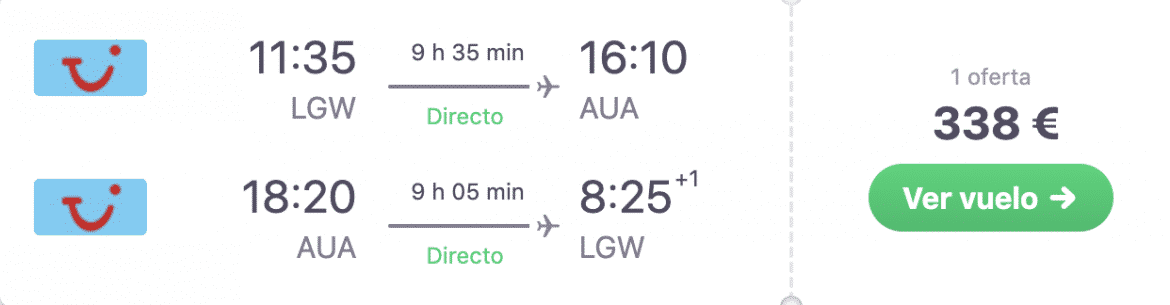 11:35 9 h 35 min 16:10
LGW Directo AUA
18:20 9 h 05 min 8:25+1
AUA Directo LGW
1 oferta
338 €
Ver vuelo →